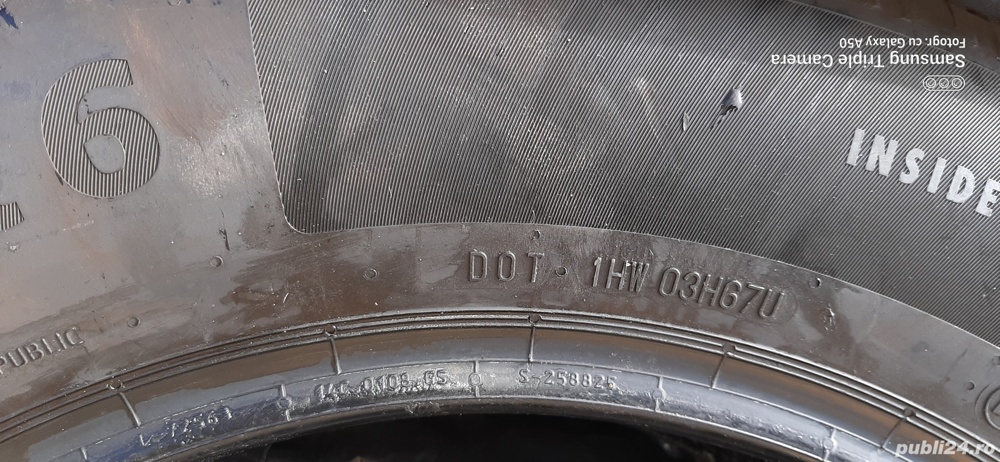 Samsung Triple Camera
Fotogr. cu Galaxy A50
6
INSIDE
DOT 1HW 03H67U
PUBLIC
S-258825
publi24.ro